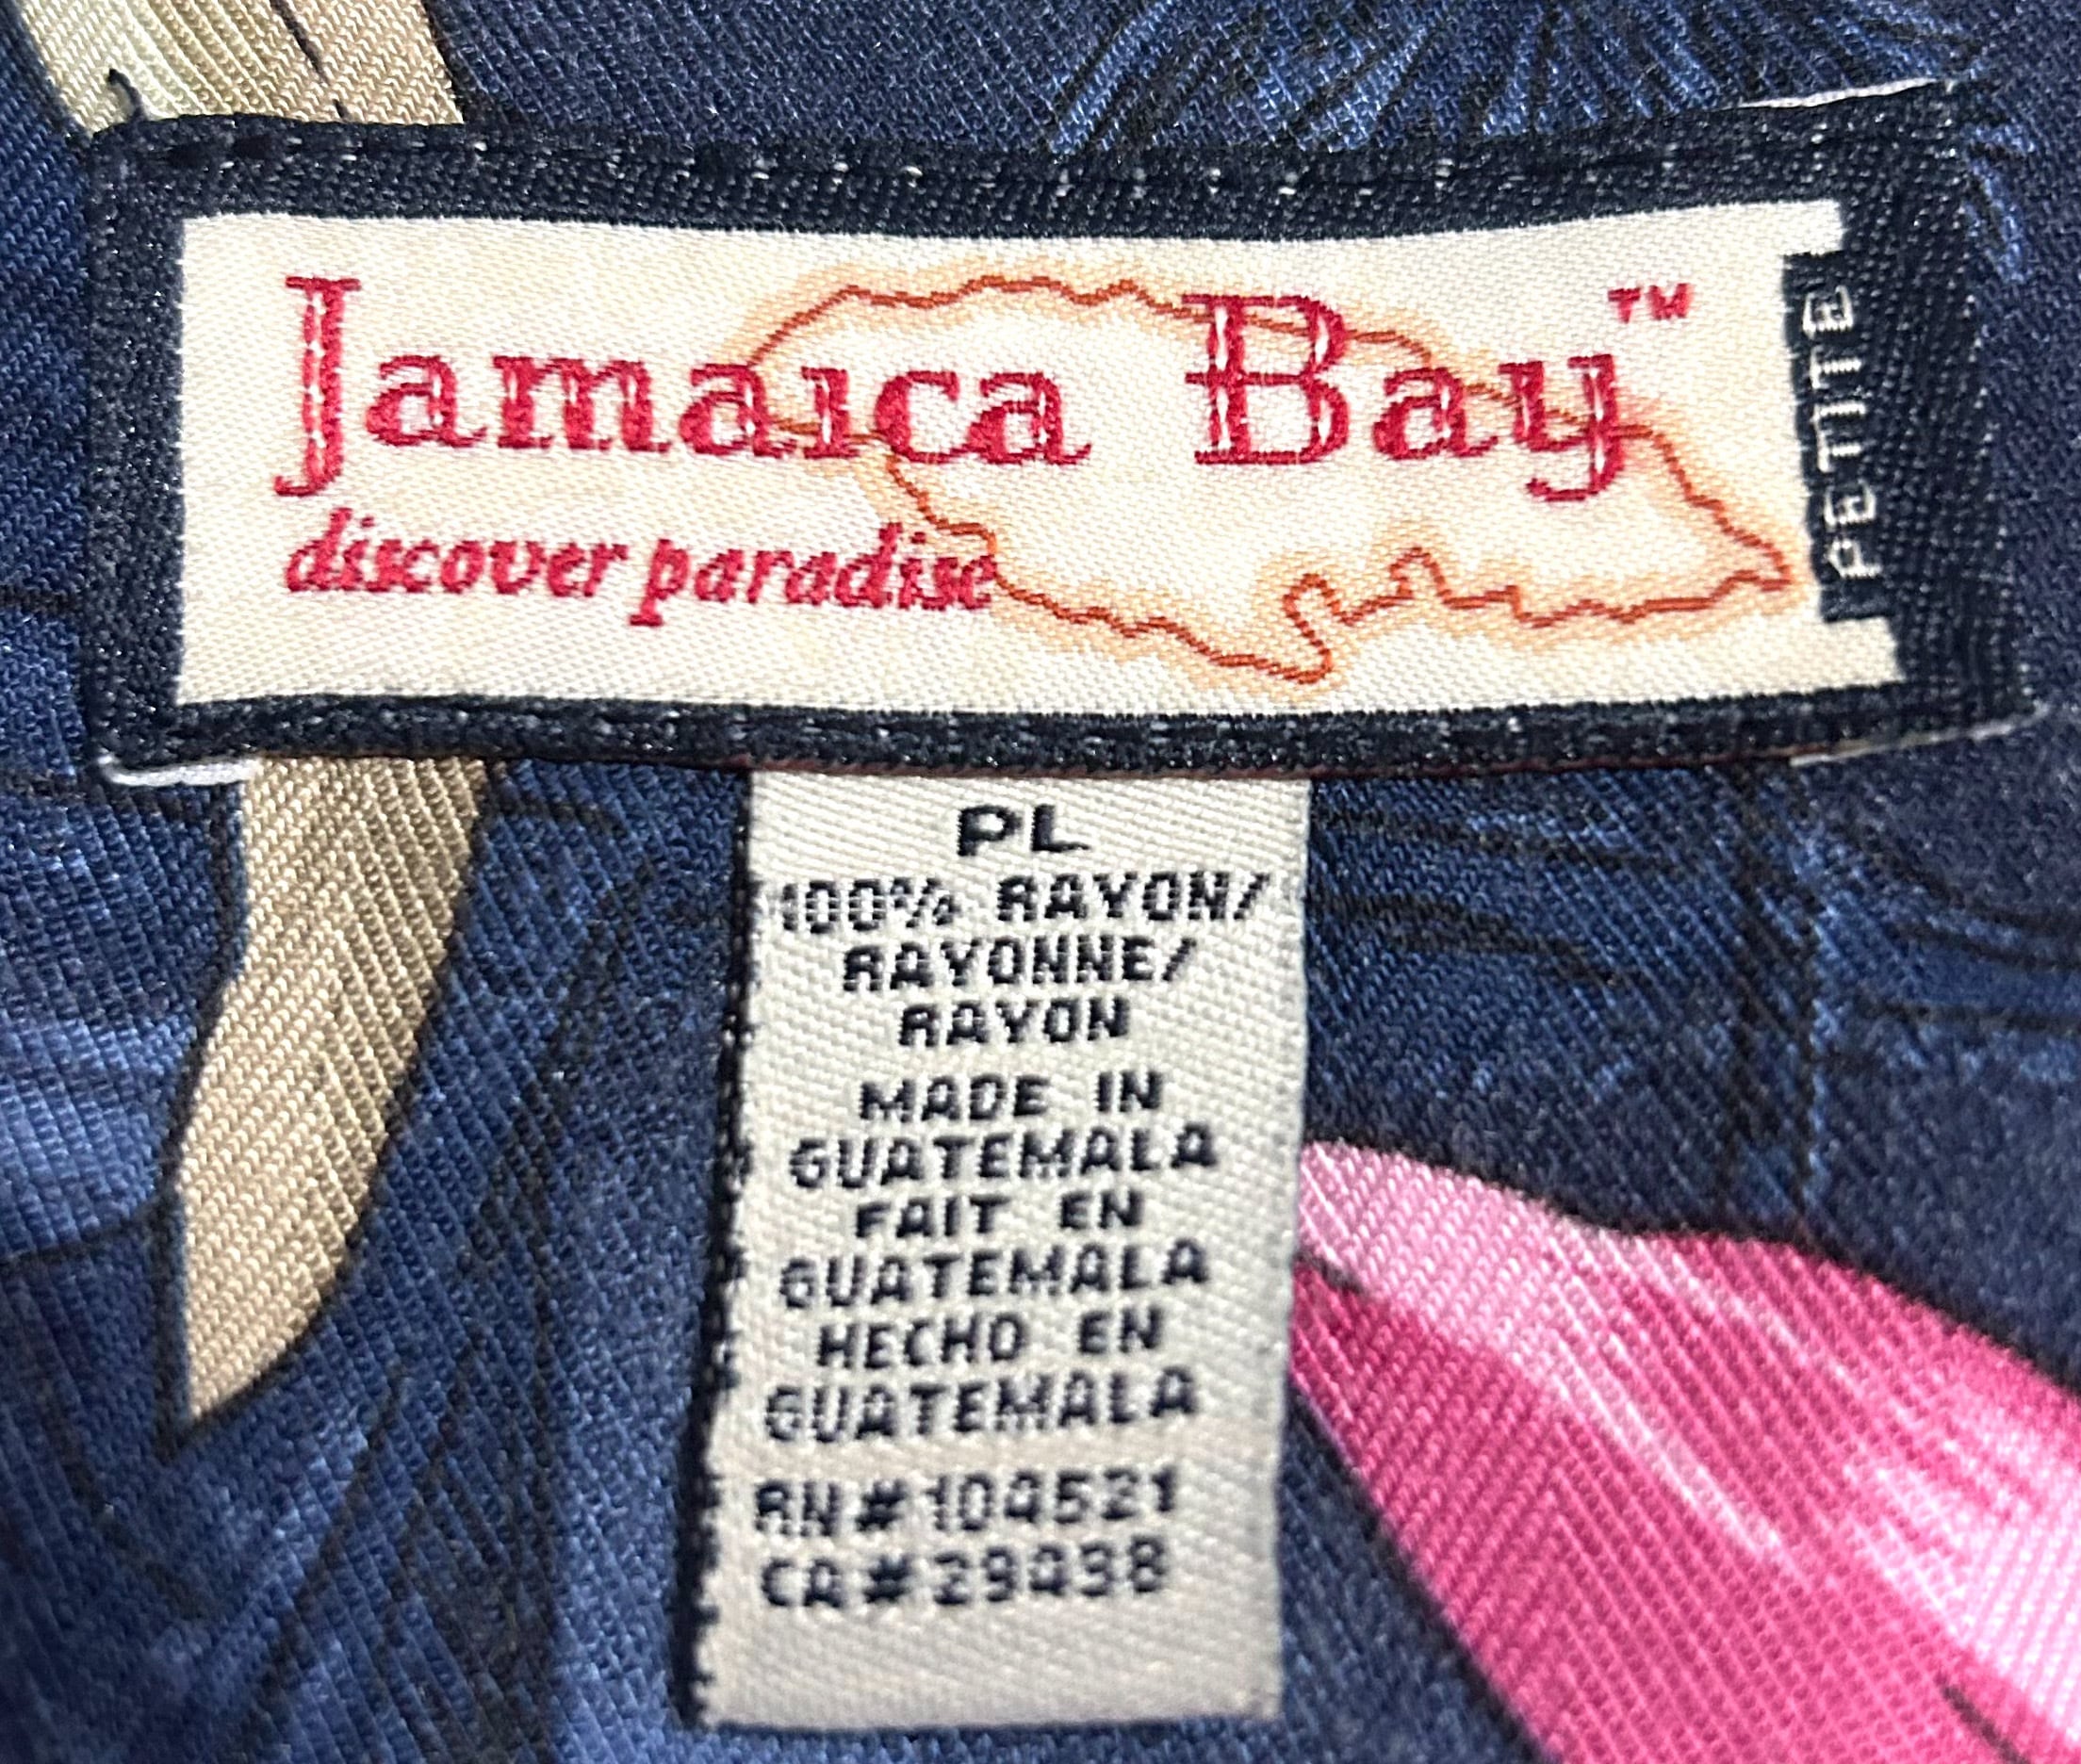 Jamaica Bay™
discover paradise
PETITE
PL
100% RAYON/
RAYONNE/
RAYON
MADE IN
GUATEMALA
FAIT EN
GUATEMALA
HECHO EN
GUATEMALA
RN#104521
CA#29438